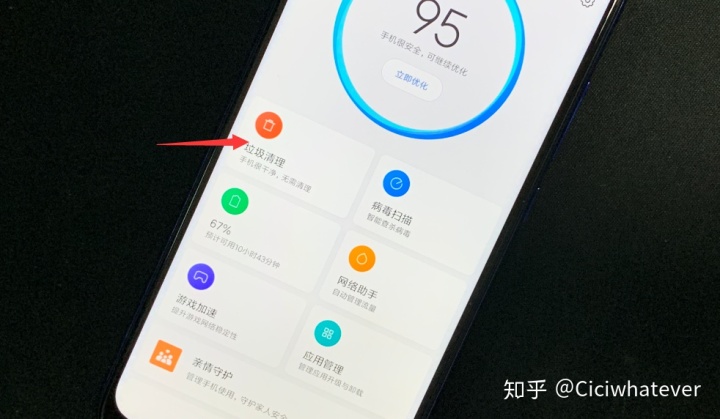 95
手机很安全，可继续优化
立即优化
垃圾清理
手机很干净，无需清理
病毒扫描
智能查杀病毒
67%
预计可用10小时43分钟
网络助手
自动管理流量
游戏加速
提升游戏网络稳定性
应用管理
管理应用升级与卸载
亲情守护
管理手机使用，守护家人安全
知乎 @Ciciwhatever